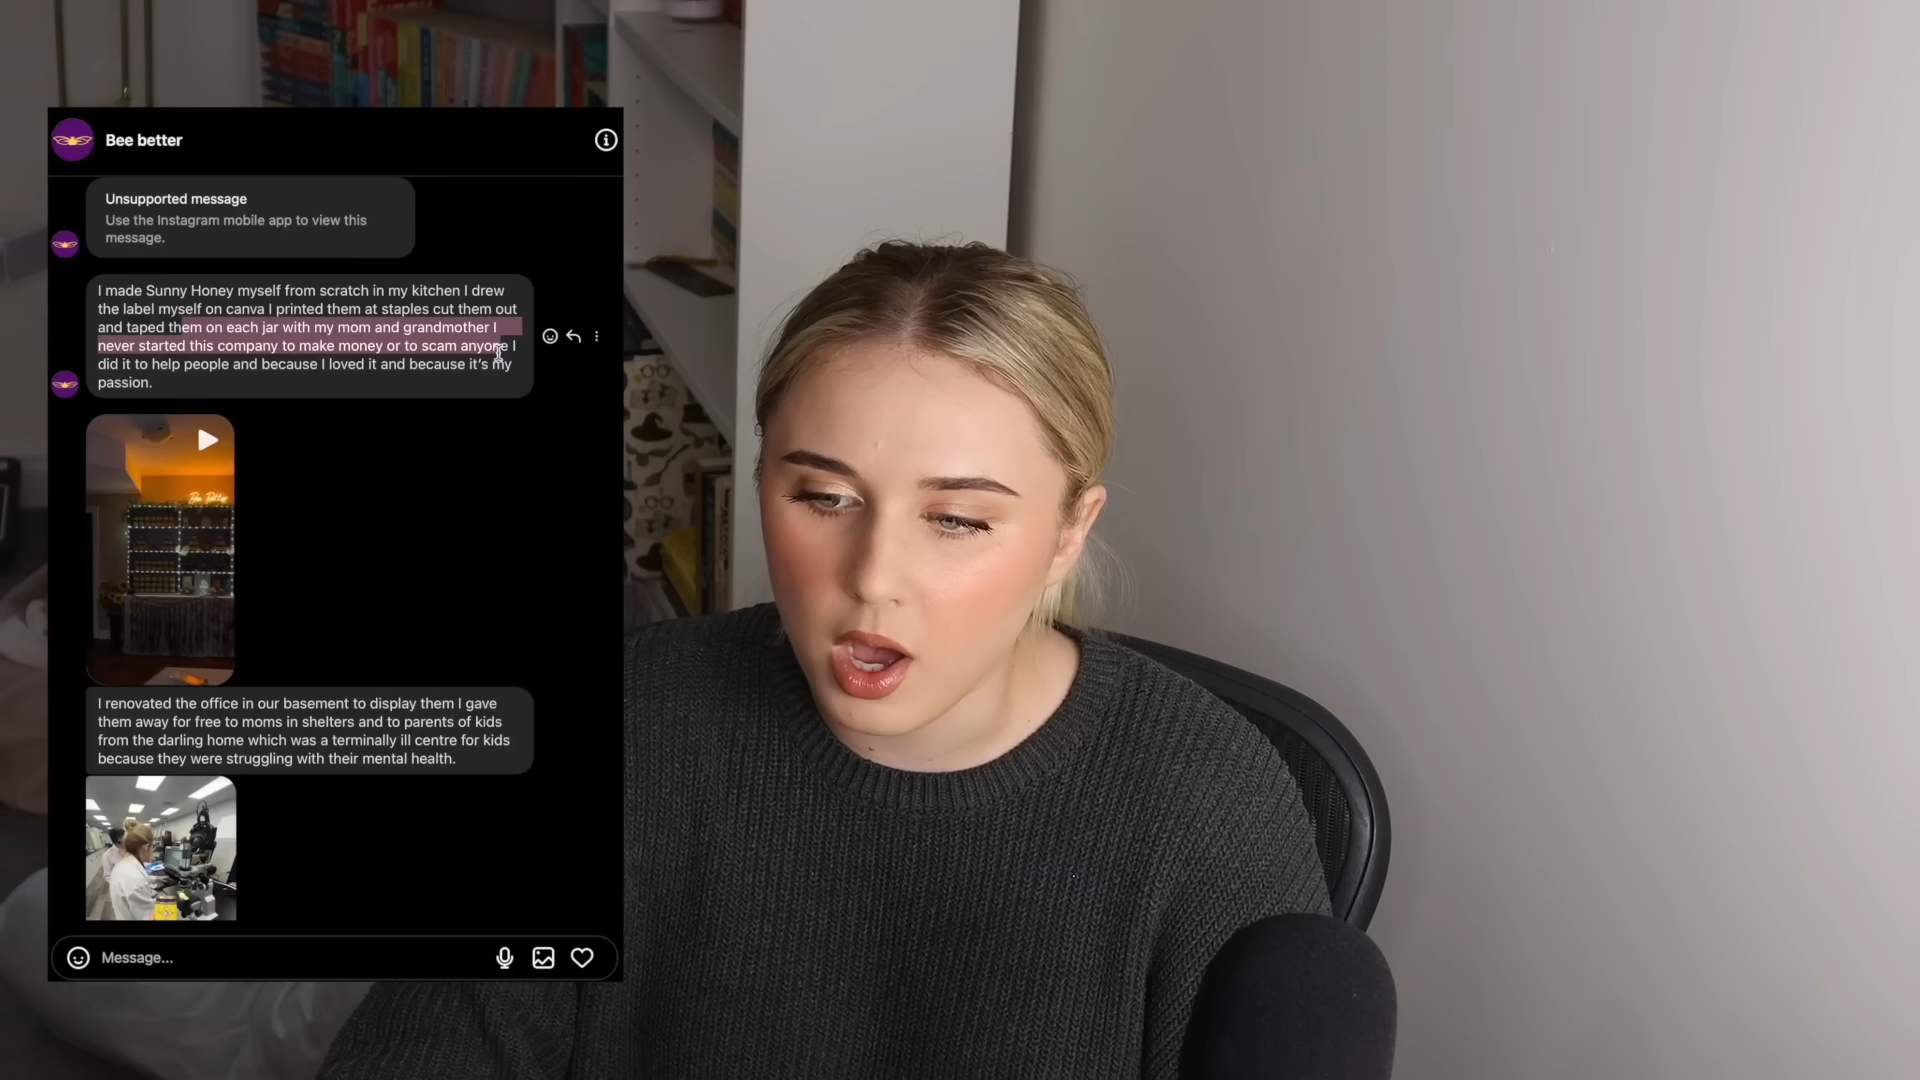 Bee better
Unsupported message
Use the Instagram mobile app to view this
message.
I made Sunny Honey myself from scratch in my kitchen I drew
the label myself on canva I printed them at staples cut them out
and taped them on each jar with my mom and grandmother I
never started this company to make money or to scam anyone I
did it to help people and because I loved it and because it's my
passion.
Bee Better
I renovated the office in our basement to display them I gave
them away for free to moms in shelters and to parents of kids
from the darling home which was a terminally ill centre for kids
because they were struggling with their mental health.
Message...